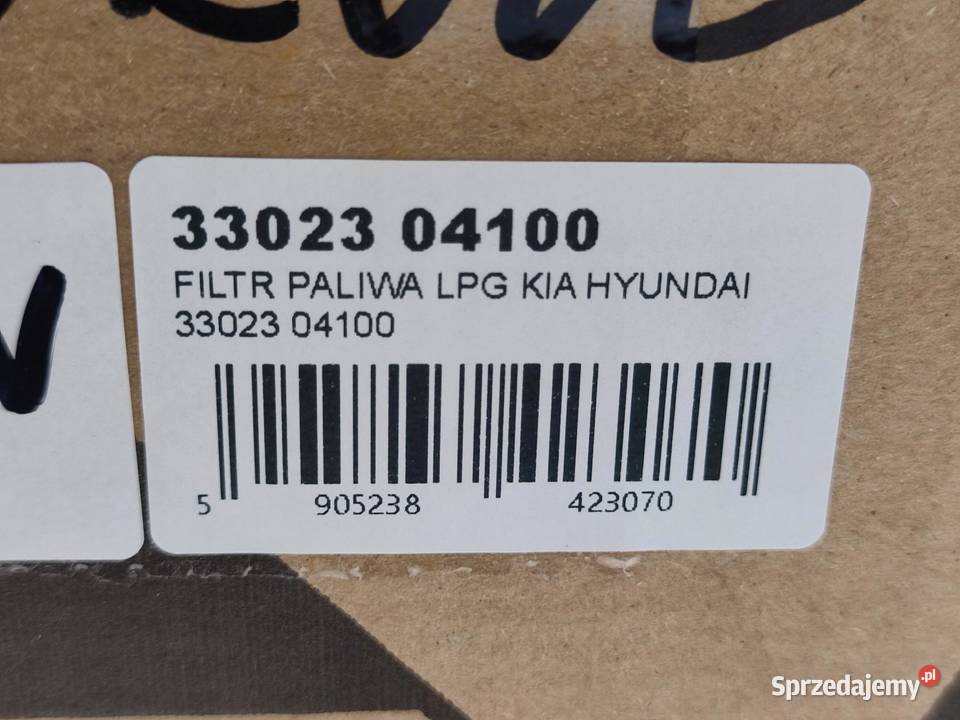 33023 04100
FILTR PALIWA LPG KIA HYUNDAI
33023 04100
5 905238 423070
Sprzedajemy.pl